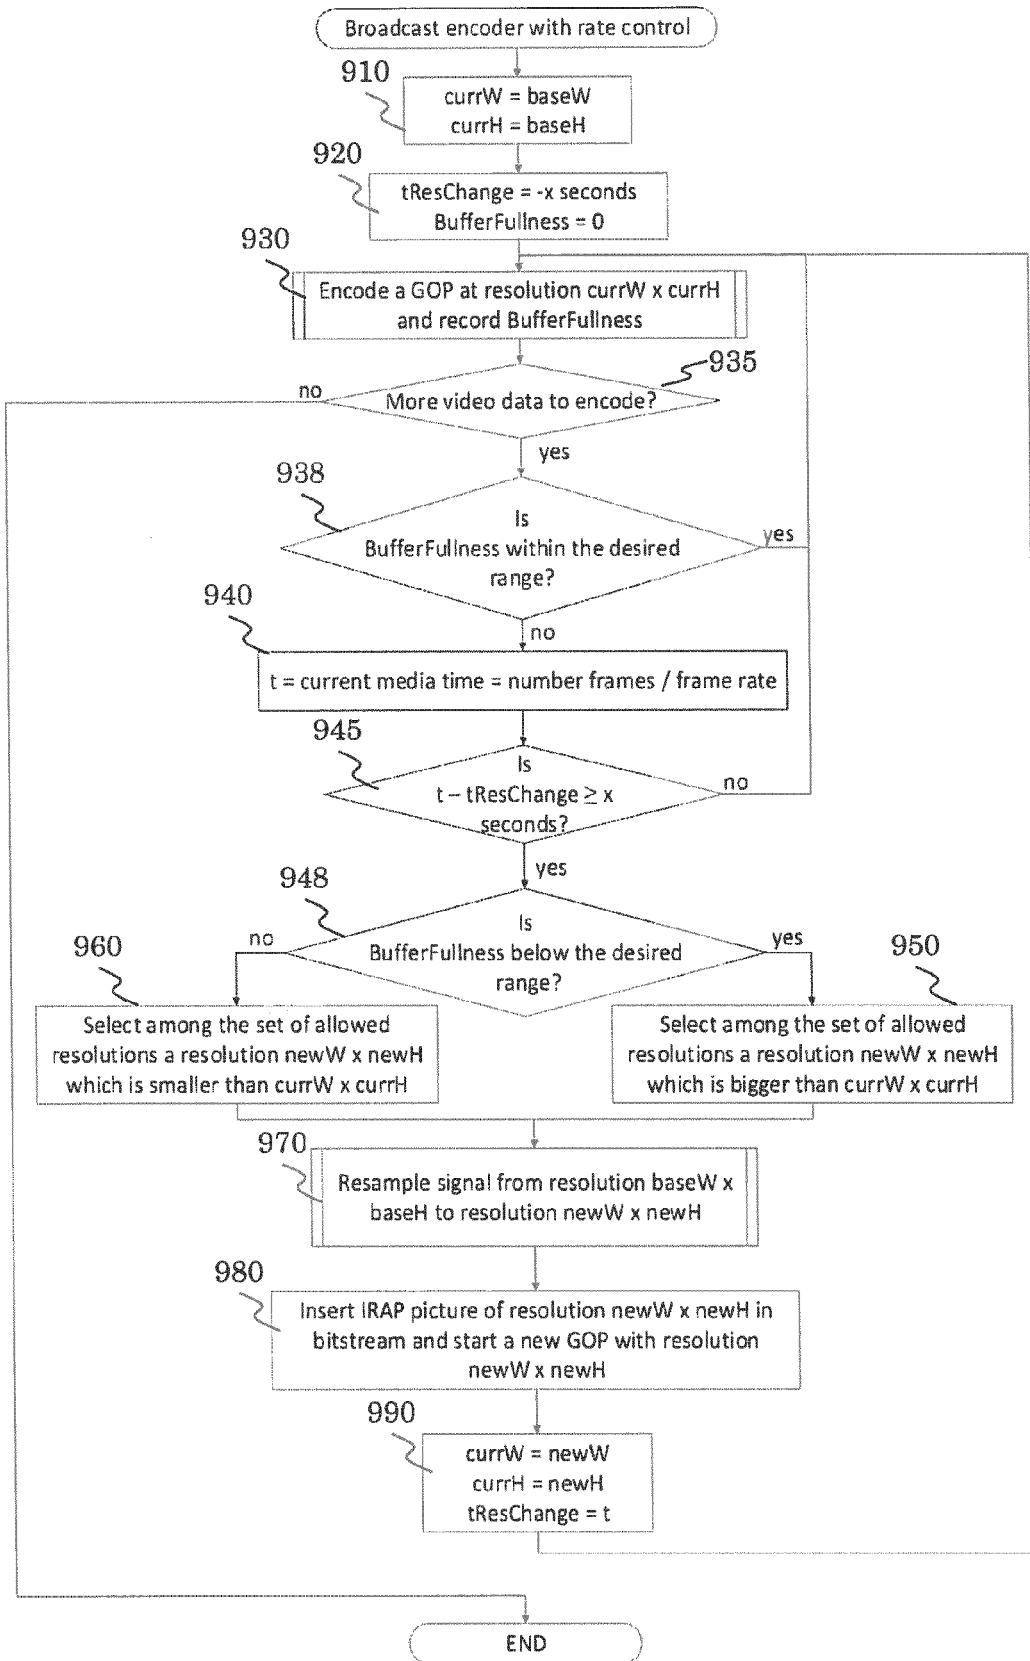 Broadcast encoder with rate control
910
currW = baseW
currH = baseH
920
tResChange = -x seconds
BufferFullness = 0
930
Encode a GOP at resolution currW x currH
and record BufferFullness
935
no
More video data to encode?
yes
938
Is
BufferFullness within the desired
range?
yes
940
no
t = current media time = number frames / frame rate
945
Is
t – tResChange ≥ x
seconds?
no
yes
948
Is
BufferFullness below the desired
range?
no
yes
960
950
Select among the set of allowed
resolutions a resolution newW x newH
which is smaller than currW x currH
Select among the set of allowed
resolutions a resolution newW x newH
which is bigger than currW x currH
970
Resample signal from resolution baseW x
baseH to resolution newW x newH
980
Insert IRAP picture of resolution newW x newH in
bitstream and start a new GOP with resolution
newW x newH
990
currW = newW
currH = newH
tResChange = t
END